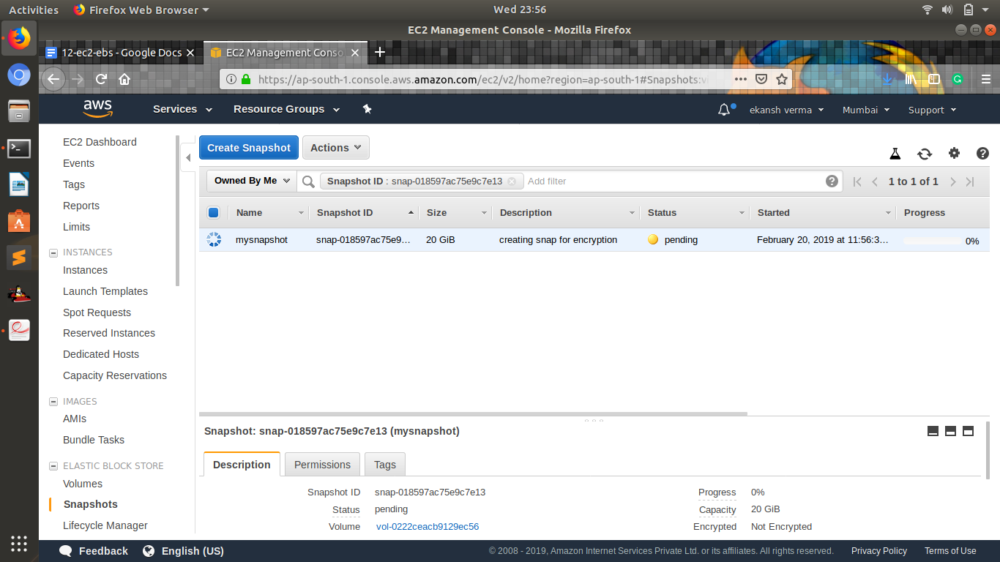 Activities Firefox Web Browser Wed 23:56
EC2 Management Console - Mozilla Firefox
12-ec2-ebs - Google Docs EC2 Management Conso
https://ap-south-1.console.aws.amazon.com/ec2/v2/home?region=ap-south-1#Snapshots:v
aws Services Resource Groups ekansh verma Mumbai Support
EC2 Dashboard
Events
Tags
Reports
Limits
INSTANCES
Instances
Launch Templates
Spot Requests
Reserved Instances
Dedicated Hosts
Capacity Reservations
IMAGES
AMIs
Bundle Tasks
ELASTIC BLOCK STORE
Volumes
Snapshots
Lifecycle Manager
Create Snapshot Actions
Owned By Me Snapshot ID : snap-018597ac75e9c7e13 Add filter 1 to 1 of 1
Name Snapshot ID Size Description Status Started Progress
mysnapshot snap-018597ac75e9... 20 GiB creating snap for encryption pending February 20, 2019 at 11:56:3... 0%
Snapshot: snap-018597ac75e9c7e13 (mysnapshot)
Description Permissions Tags
Snapshot ID snap-018597ac75e9c7e13 Progress 0%
Status pending Capacity 20 GiB
Volume vol-0222ceacb9129ec56 Encrypted Not Encrypted
Feedback English (US) © 2008 - 2019, Amazon Internet Services Private Ltd. or its affiliates. All rights reserved. Privacy Policy Terms of Use